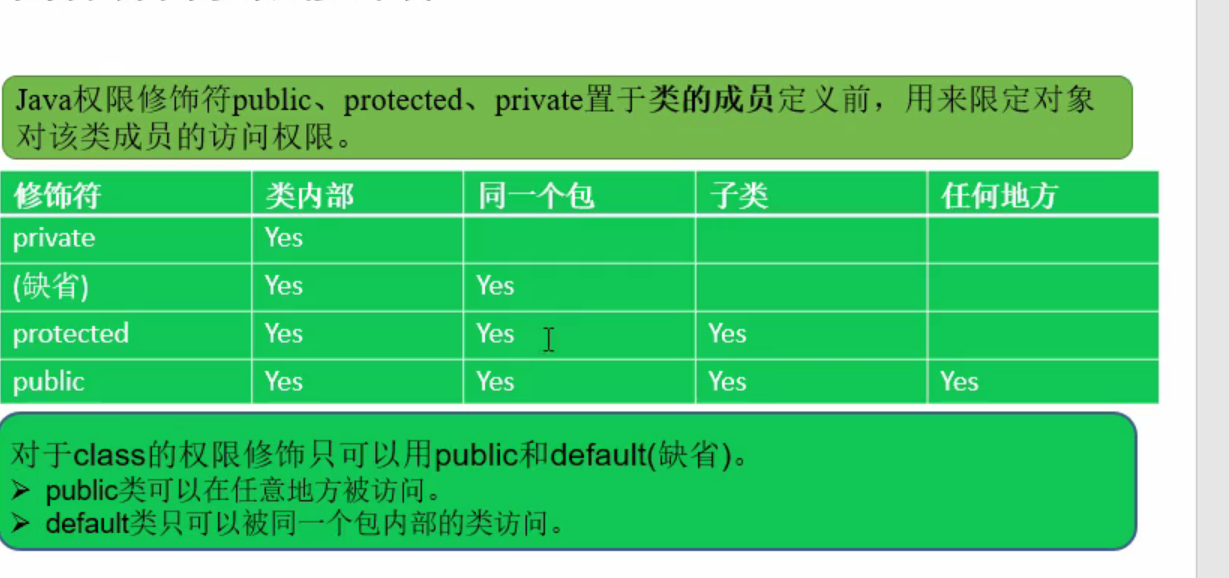 Java权限修饰符public、protected、private置于类的成员定义前，用来限定对象
对该类成员的访问权限。
修饰符 类内部 同一个包 子类 任何地方
private Yes
(缺省) Yes Yes
protected Yes Yes Yes
public Yes Yes Yes Yes
对于class的权限修饰只可以用public和default(缺省)。
➢ public类可以在任意地方被访问。
➢ default类只可以被同一个包内部的类访问。